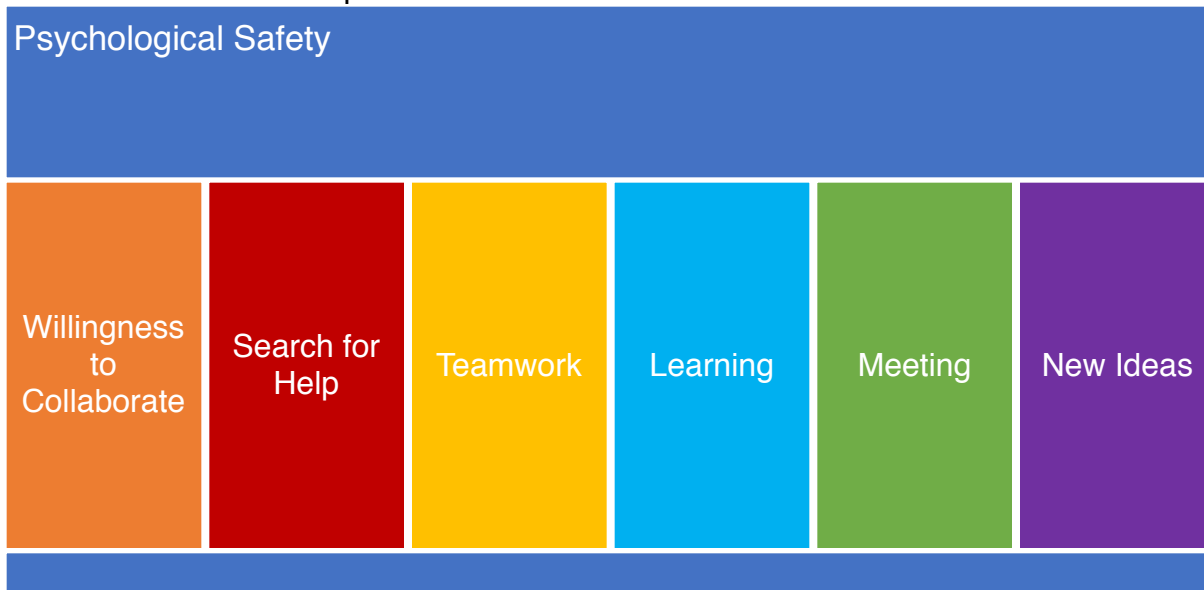 Psychological Safety
Willingness
to
Collaborate
Search for
Help
Teamwork
Learning
Meeting
New Ideas